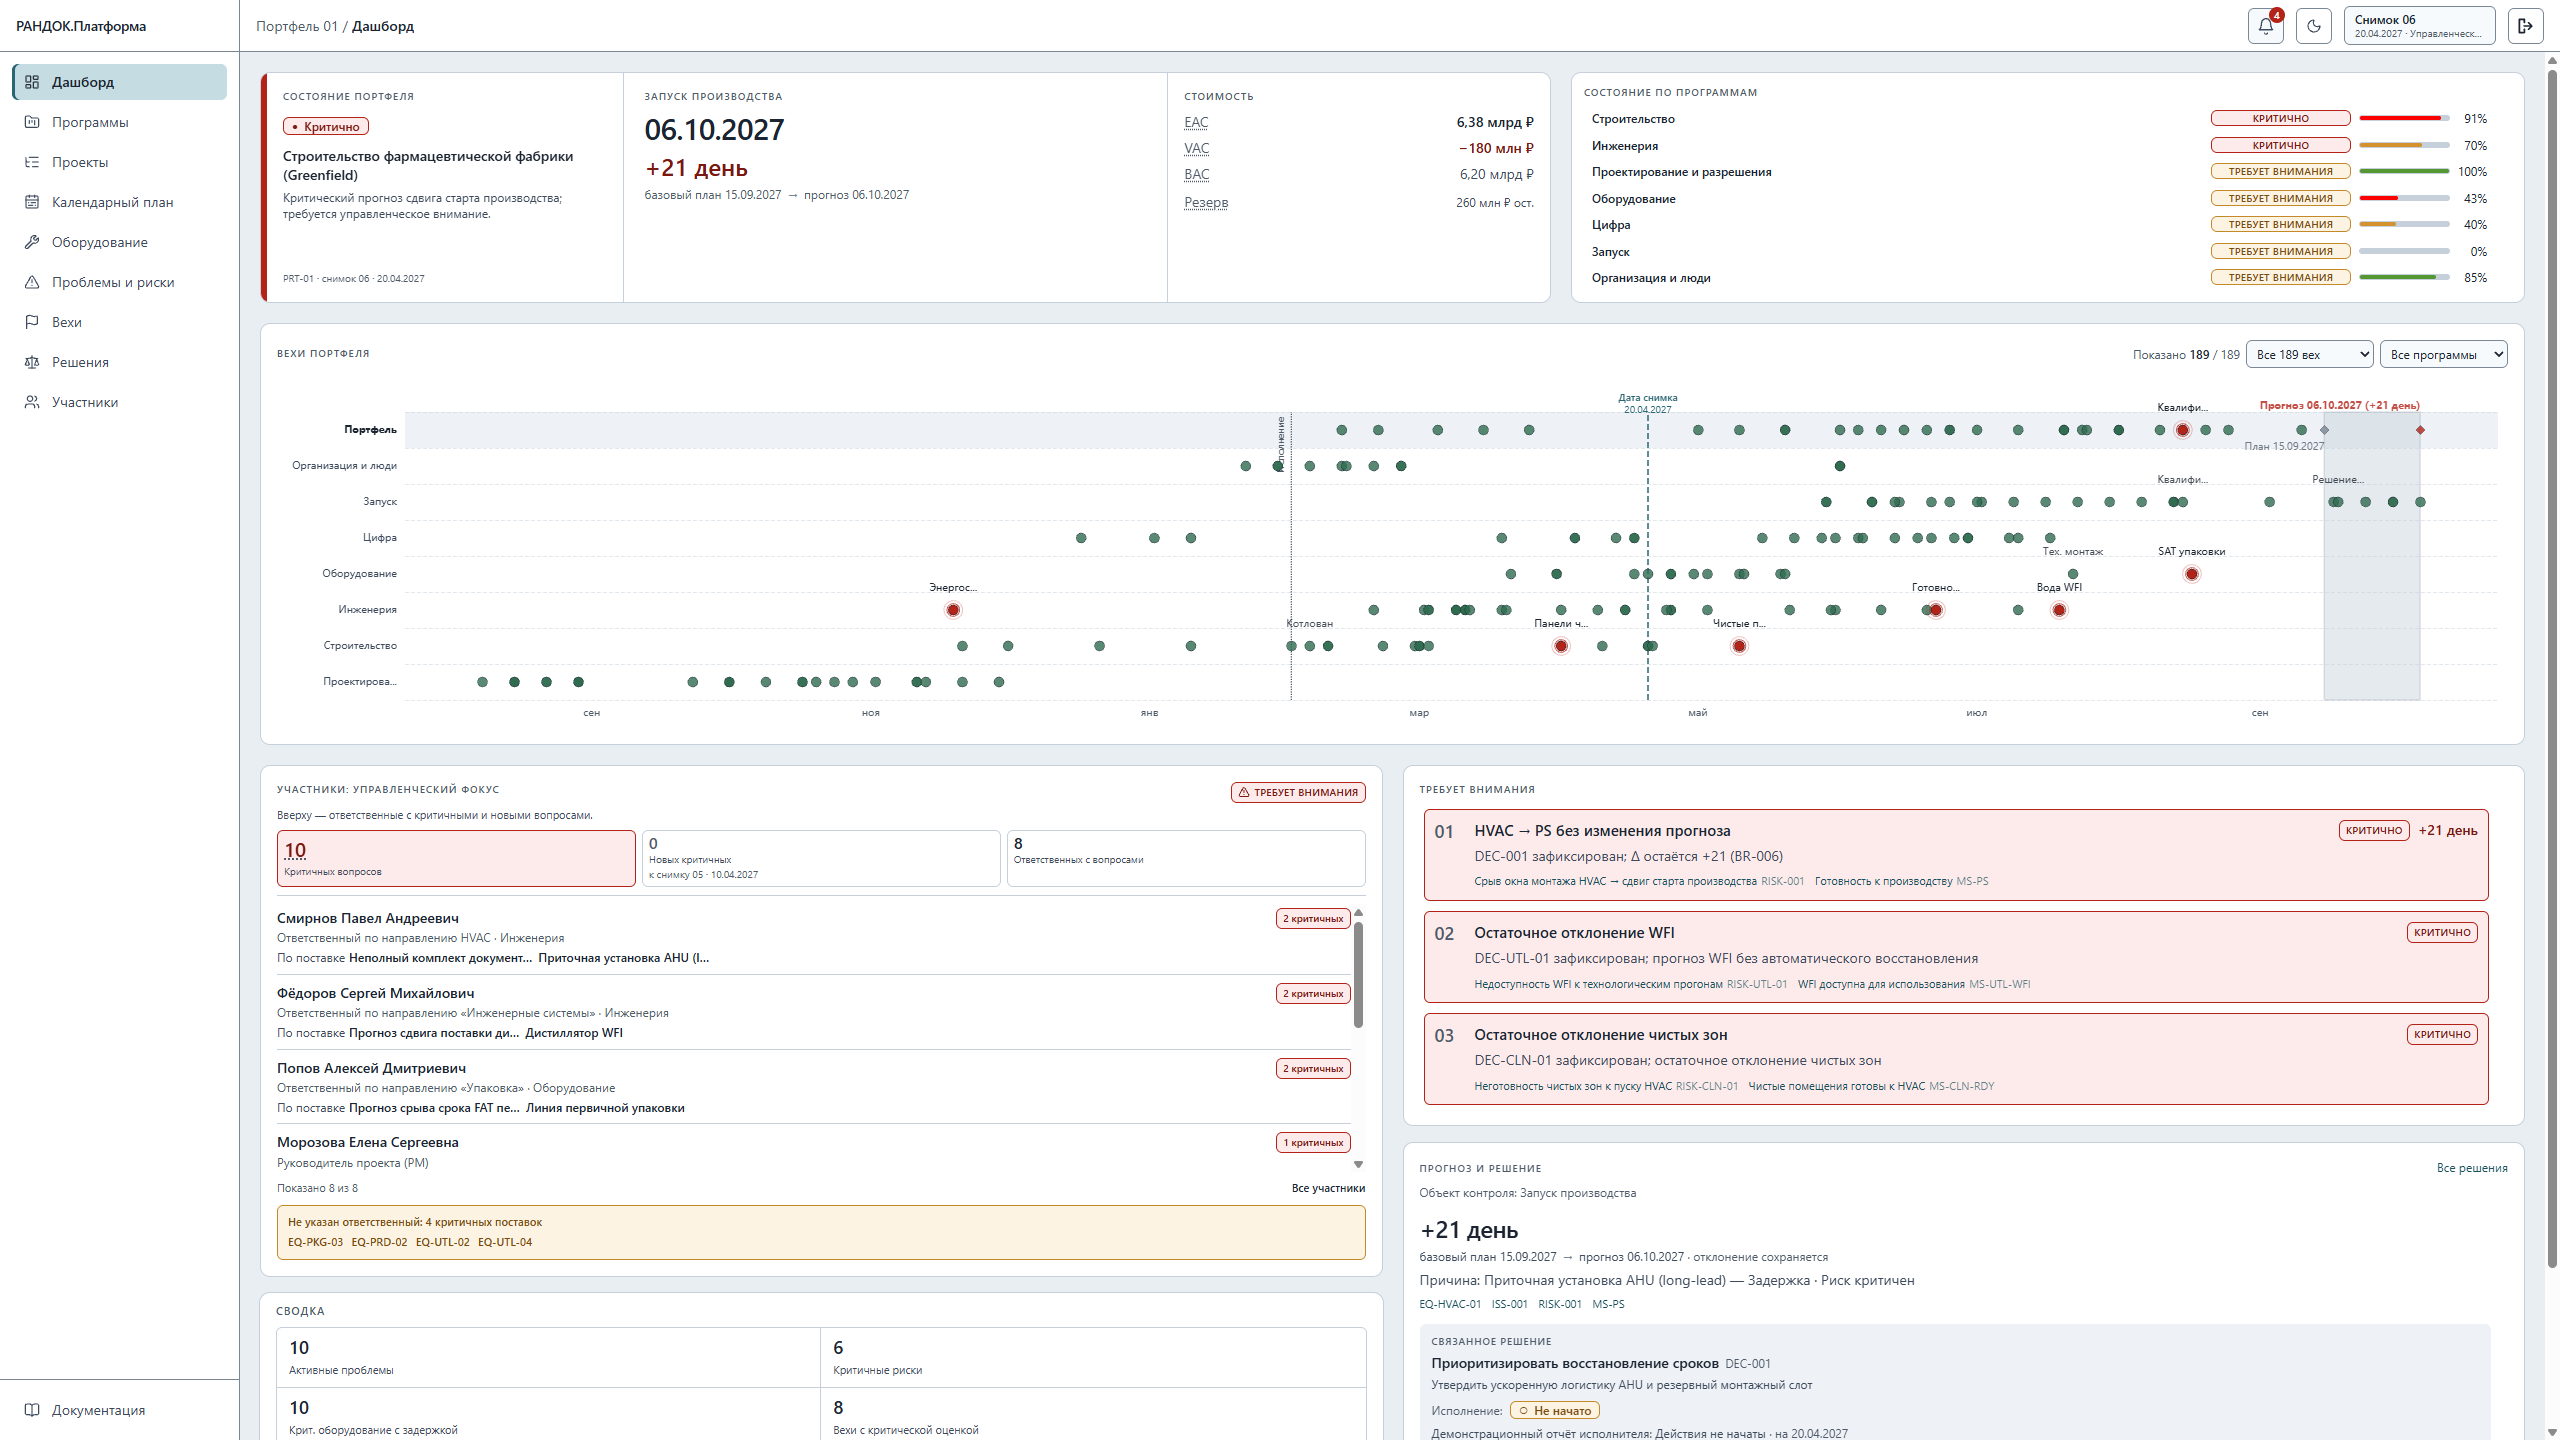 РАНДОК.Платформа
Портфель 01 / Дашборд
4
Снимок 06
20.04.2027 · Управленческ...
Дашборд
Программы
Проекты
Календарный план
Оборудование
Проблемы и риски
Вехи
Решения
Участники
Документация
СОСТОЯНИЕ ПОРТФЕЛЯ
• Критично
Строительство фармацевтической фабрики
(Greenfield)
Критический прогноз сдвига старта производства;
требуется управленческое внимание.
PRT-01 · снимок 06 · 20.04.2027
ЗАПУСК ПРОИЗВОДСТВА
06.10.2027
+21 день
базовый план 15.09.2027 → прогноз 06.10.2027
СТОИМОСТЬ
EAC 6,38 млрд ₽
VAC −180 млн ₽
BAC 6,20 млрд ₽
Резерв 260 млн ₽ ост.
СОСТОЯНИЕ ПО ПРОГРАММАМ
Строительство КРИТИЧНО 91%
Инженерия КРИТИЧНО 70%
Проектирование и разрешения ТРЕБУЕТ ВНИМАНИЯ 100%
Оборудование ТРЕБУЕТ ВНИМАНИЯ 43%
Цифра ТРЕБУЕТ ВНИМАНИЯ 40%
Запуск ТРЕБУЕТ ВНИМАНИЯ 0%
Организация и люди ТРЕБУЕТ ВНИМАНИЯ 85%
ВЕХИ ПОРТФЕЛЯ
Показано 189 / 189 Все 189 вех Все программы
Дата снимка
20.04.2027
Квалифи...
Прогноз 06.10.2027 (+21 день)
Портфель
План 15.09.2027
Организация и люди
Квалифи...
Решение...
Запуск
Цифра
Тех. монтаж
SAT упаковки
Оборудование
Энергос...
Готовно...
Вода WFI
Инженерия
Котлован
Панели ч...
Чистые п...
Строительство
Проектирова...
сен ноя янв мар май июл сен
УЧАСТНИКИ: УПРАВЛЕНЧЕСКИЙ ФОКУС
ТРЕБУЕТ ВНИМАНИЯ
Вверху — ответственные с критичными и новыми вопросами.
10
Критичных вопросов
0
Новых критичных
к снимку 05 · 10.04.2027
8
Ответственных с вопросами
Смирнов Павел Андреевич 2 критичных
Ответственный по направлению HVAC · Инженерия
По поставке Неполный комплект документ... Приточная установка AHU (l...
Фёдоров Сергей Михайлович 2 критичных
Ответственный по направлению «Инженерные системы» · Инженерия
По поставке Прогноз сдвига поставки ди... Дистиллятор WFI
Попов Алексей Дмитриевич 2 критичных
Ответственный по направлению «Упаковка» · Оборудование
По поставке Прогноз срыва срока FAT пе... Линия первичной упаковки
Морозова Елена Сергеевна 1 критичных
Руководитель проекта (PM)
Показано 8 из 8 Все участники
Не указан ответственный: 4 критичных поставок
EQ-PKG-03 EQ-PRD-02 EQ-UTL-02 EQ-UTL-04
СВОДКА
10
Активные проблемы
6
Критичные риски
10
Крит. оборудование с задержкой
8
Вехи с критической оценкой
ТРЕБУЕТ ВНИМАНИЯ
01 HVAC → PS без изменения прогноза КРИТИЧНО +21 день
DEC-001 зафиксирован; Δ остаётся +21 (BR-006)
Срыв окна монтажа HVAC → сдвиг старта производства RISK-001 Готовность к производству MS-PS
02 Остаточное отклонение WFI КРИТИЧНО
DEC-UTL-01 зафиксирован; прогноз WFI без автоматического восстановления
Недоступность WFI к технологическим прогонам RISK-UTL-01 WFI доступна для использования MS-UTL-WFI
03 Остаточное отклонение чистых зон КРИТИЧНО
DEC-CLN-01 зафиксирован; остаточное отклонение чистых зон
Неготовность чистых зон к пуску HVAC RISK-CLN-01 Чистые помещения готовы к HVAC MS-CLN-RDY
ПРОГНОЗ И РЕШЕНИЕ Все решения
Объект контроля: Запуск производства
+21 день
базовый план 15.09.2027 → прогноз 06.10.2027 · отклонение сохраняется
Причина: Приточная установка AHU (long-lead) — Задержка · Риск критичен
EQ-HVAC-01 ISS-001 RISK-001 MS-PS
СВЯЗАННОЕ РЕШЕНИЕ
Приоритизировать восстановление сроков DEC-001
Утвердить ускоренную логистику AHU и резервный монтажный слот
Исполнение: Не начато
Демонстрационный отчёт исполнителя: Действия не начаты · на 20.04.2027